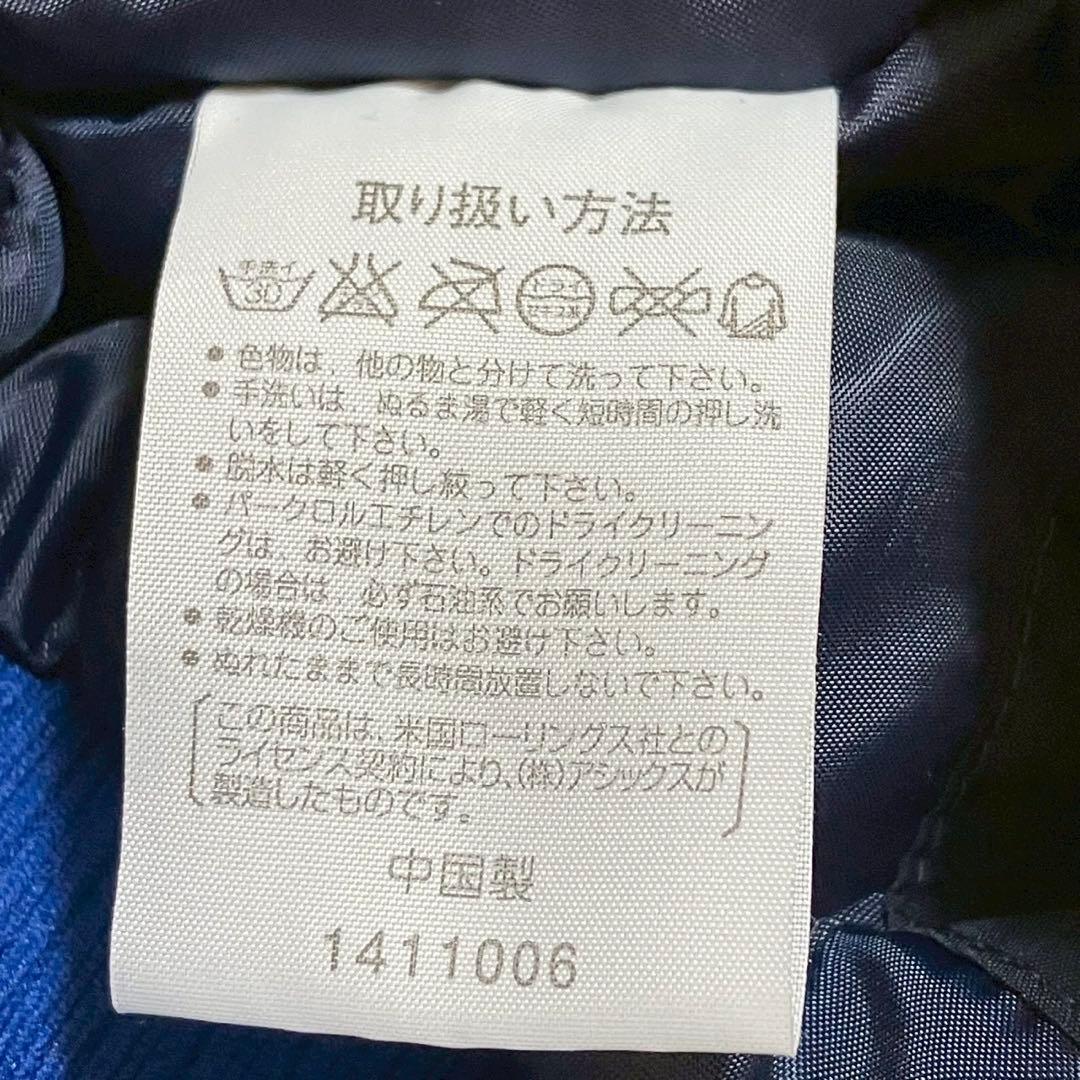 取り扱い方法
手洗イ
30
● 色物は、他の物と分けて洗って下さい。
● 手洗いは、ぬるま湯で軽く短時間の押し洗
いをして下さい。
● 脱水は軽く押し絞って下さい。
● パークロルエチレンでのドライクリーニン
グは、お避け下さい。ドライクリーニング
の場合は、必ず石油系でお願いします。
● 乾燥機のご使用はお避け下さい。
● ぬれたままで長時間放置しないで下さい。
この商品は、米国ローリングス社との
ライセンス契約により、(株)アシックスが
製造したものです。
中国製
1411006